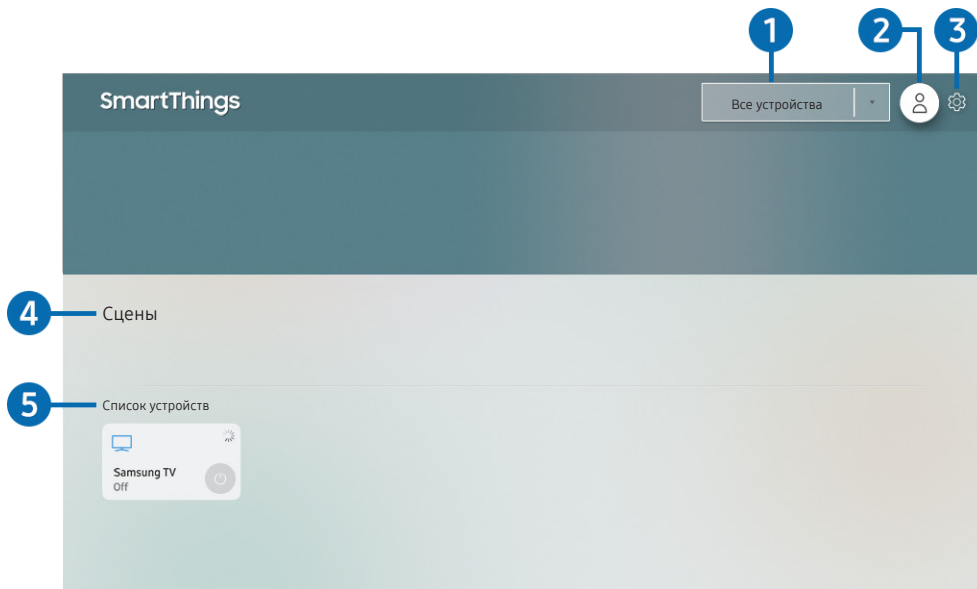 1
2
3
SmartThings
Все устройства
4
Сцены
5
Список устройств
Samsung TV
Off